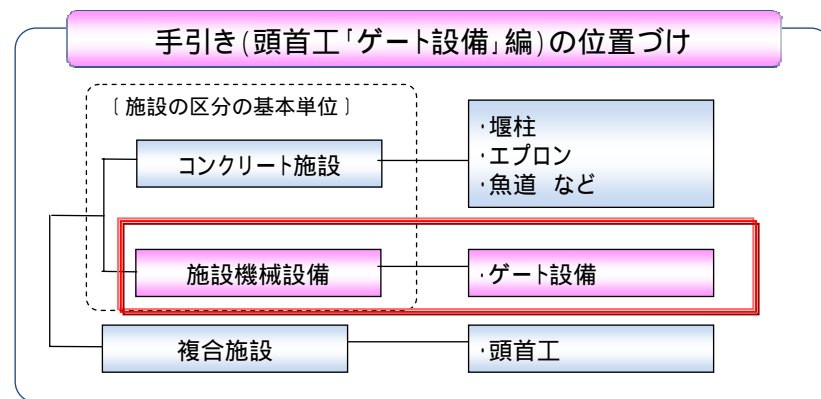 手引き(頭首工「ゲート設備」編)の位置づけ
〔施設の区分の基本単位〕
コンクリート施設
・堰柱
・エプロン
・魚道 など
施設機械設備
・ゲート設備
複合施設
・頭首工